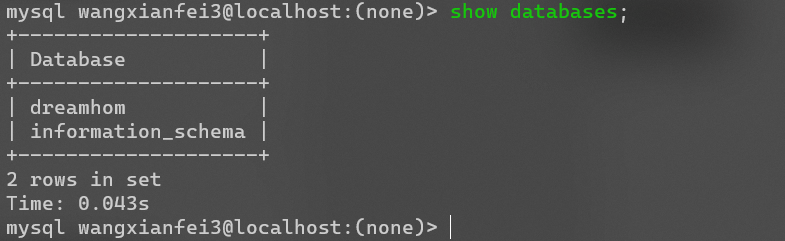 mysql wangxianfei3@localhost:(none)> show databases;
+--------------------+
| Database           |
+--------------------+
| dreamhom           |
| information_schema |
+--------------------+
2 rows in set
Time: 0.043s
mysql wangxianfei3@localhost:(none)>